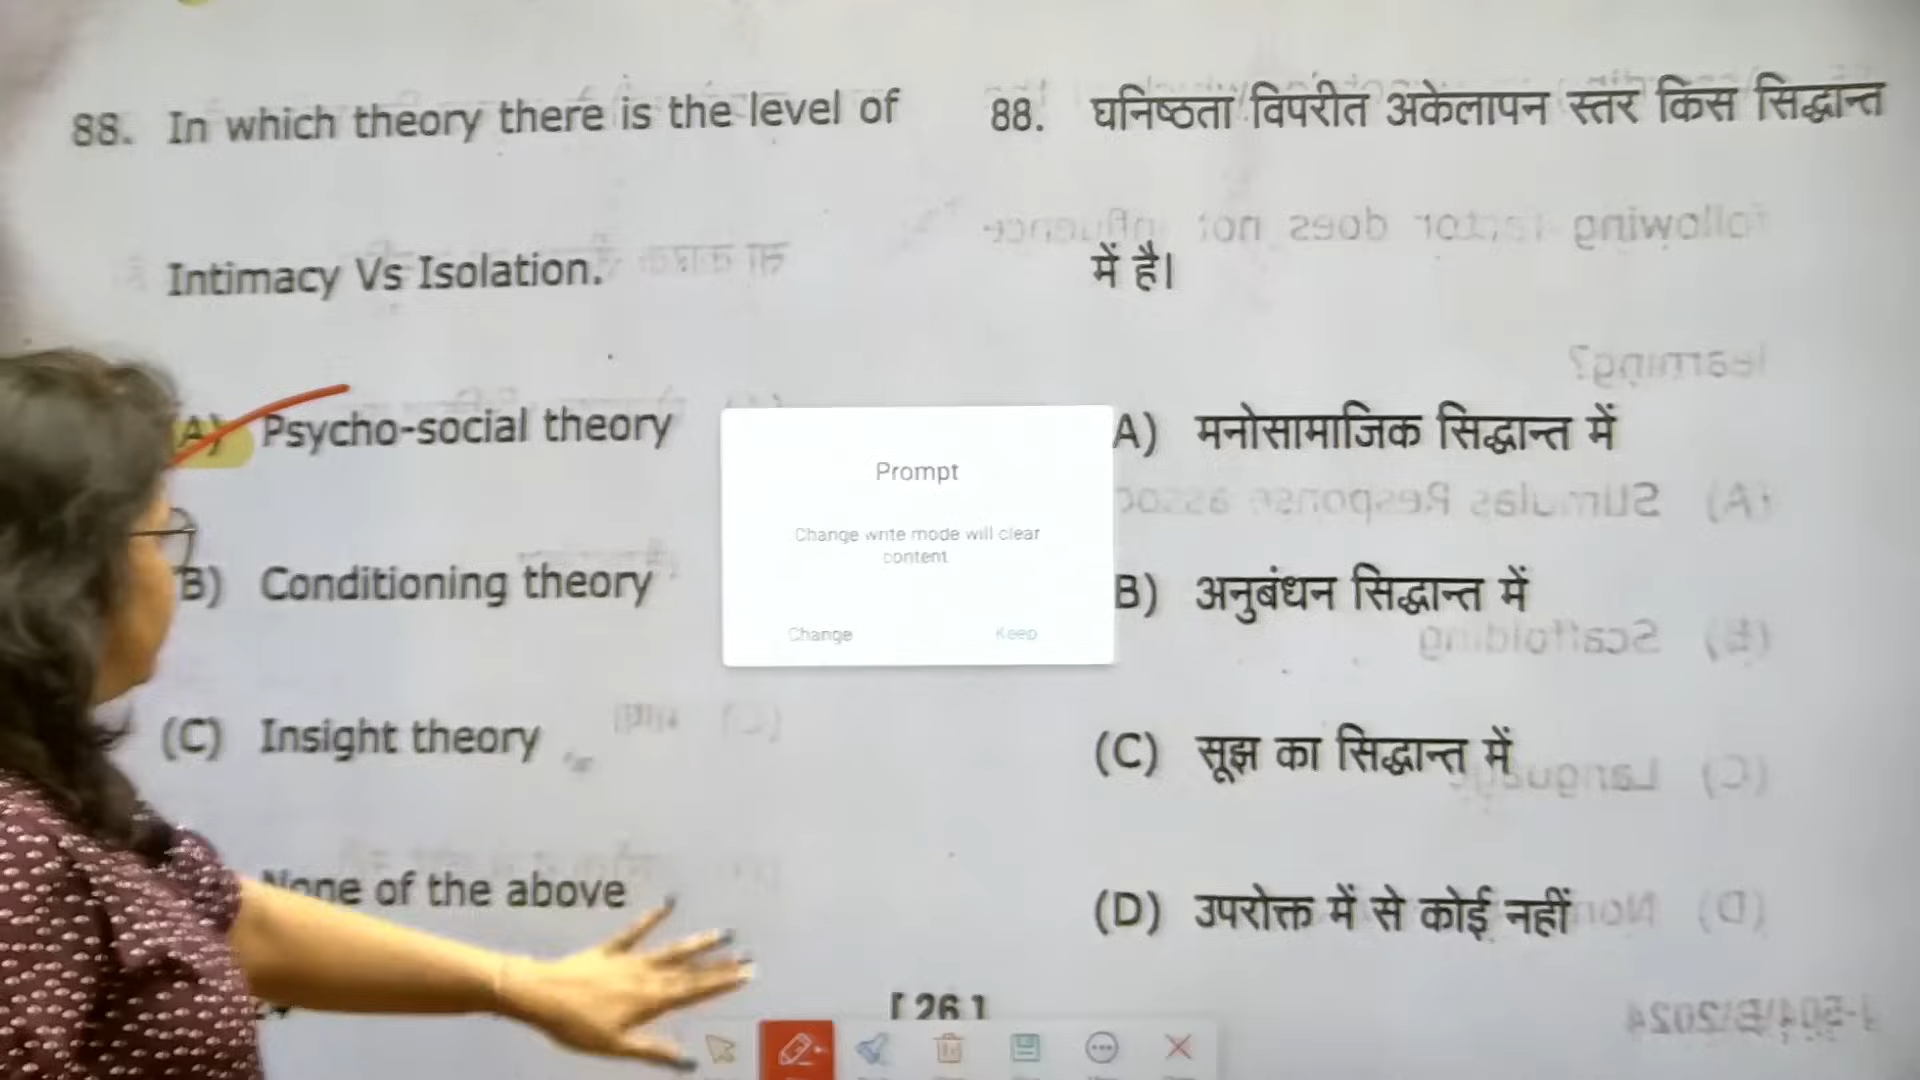 88. In which theory there is the level of
Intimacy Vs Isolation.
(A) Psycho-social theory
B) Conditioning theory
(C) Insight theory
None of the above
88. घनिष्ठता विपरीत अकेलापन स्तर किस सिद्धान्त
में है।
A) मनोसामाजिक सिद्धान्त में
B) अनुबंधन सिद्धान्त में
(C) सूझ का सिद्धान्त में
(D) उपरोक्त में से कोई नहीं
Prompt
Change write mode will clear
content
Change Keep
[ 26 ]